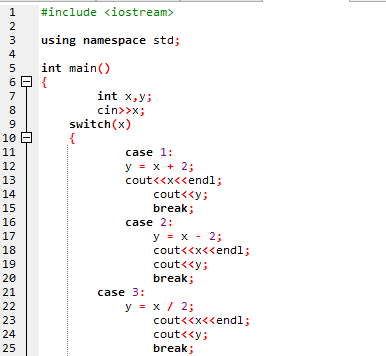 1 #include <iostream>
2
3 using namespace std;
4
5 int main()
6 {
7 int x,y;
8 cin>>x;
9 switch(x)
10 {
11 case 1:
12 y = x + 2;
13 cout<<x<<endl;
14 cout<<y;
15 break;
16 case 2:
17 y = x - 2;
18 cout<<x<<endl;
19 cout<<y;
20 break;
21 case 3:
22 y = x / 2;
23 cout<<x<<endl;
24 cout<<y;
25 break;